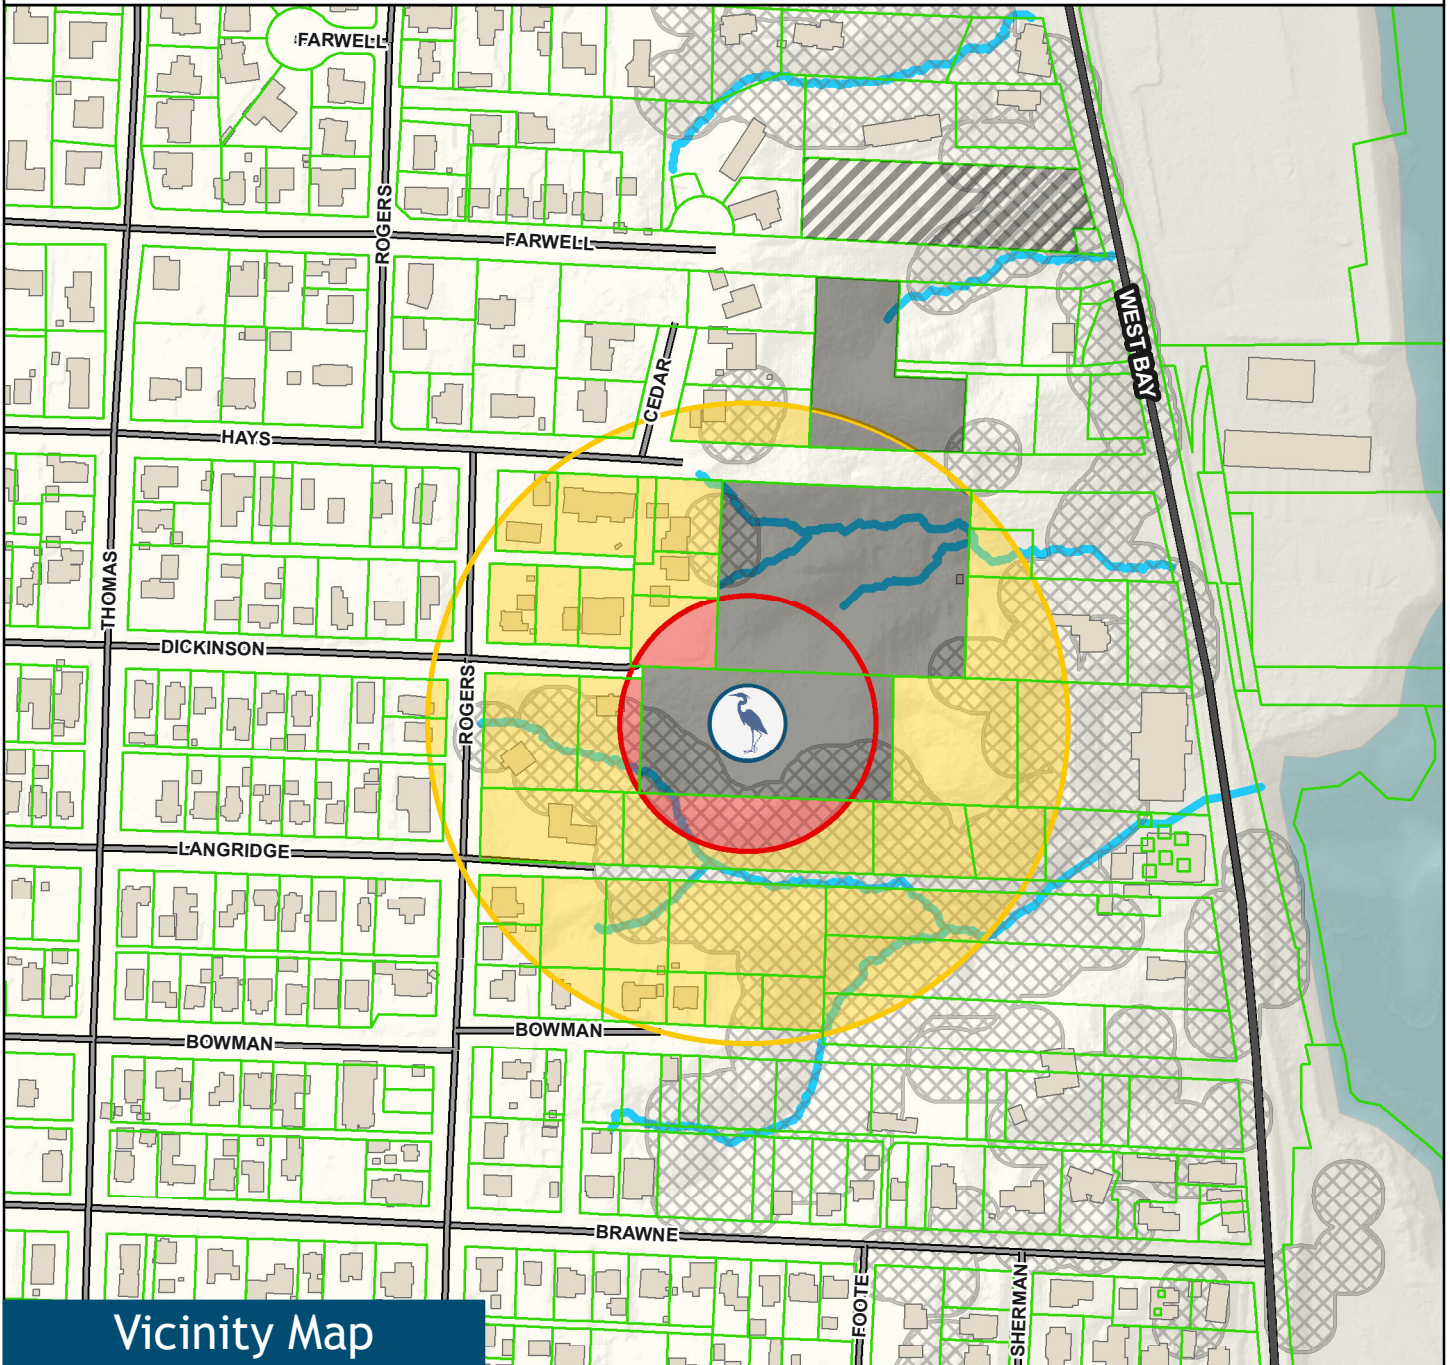 FARWELL
ROGERS
FARWELL
WEST BAY
CEDAR
HAYS
THOMAS
DICKINSON
ROGERS
LANGRIDGE
BOWMAN
BOWMAN
BRAWNE
FOOTE
SHERMAN
Vicinity Map